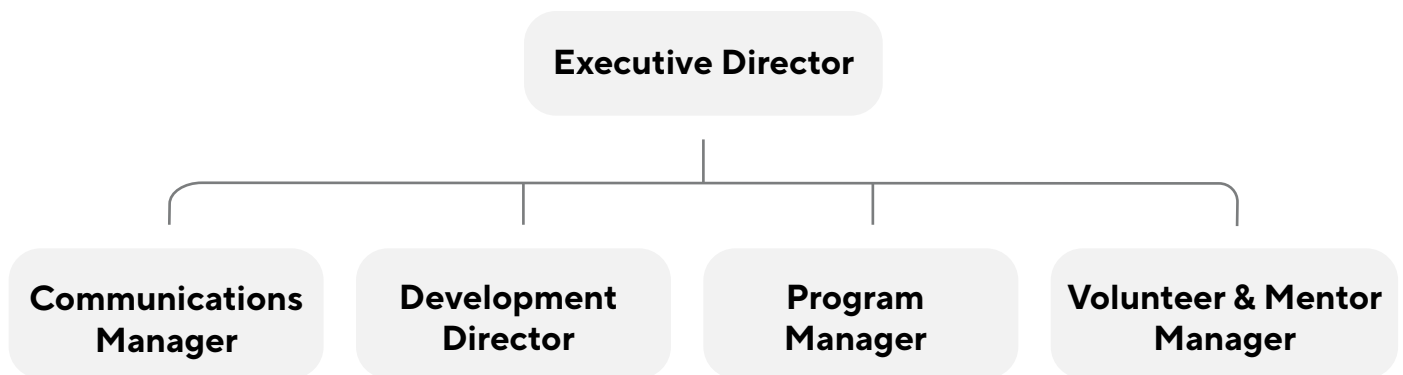 Executive Director
Communications
Manager
Development
Director
Program
Manager
Volunteer & Mentor
Manager